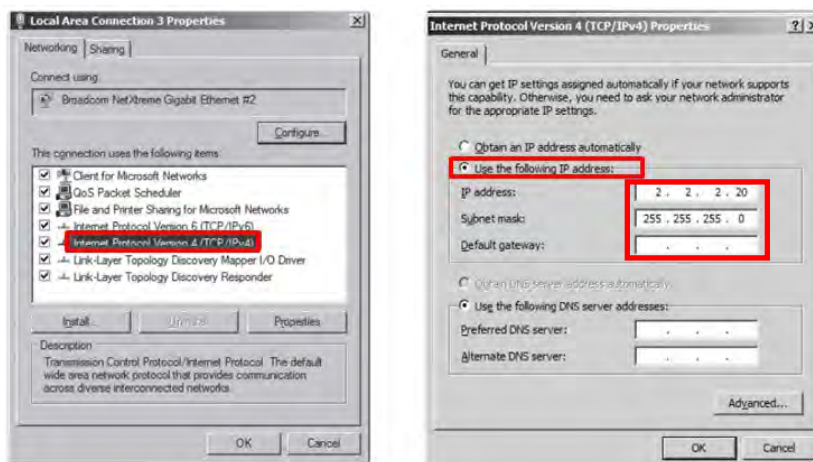 Local Area Connection 3 Properties
Networking
Sharing
Connect using:
Broadcom NetXtreme Gigabit Ethernet #2
Configure...
This connection uses the following items:
Client for Microsoft Networks
QoS Packet Scheduler
File and Printer Sharing for Microsoft Networks
Internet Protocol Version 6 (TCP/IPv6)
Internet Protocol Version 4 (TCP/IPv4)
Link-Layer Topology Discovery Mapper I/O Driver
Link-Layer Topology Discovery Responder
Install...
Uninstall
Properties
Description
Transmission Control Protocol/Internet Protocol. The default
wide area network protocol that provides communication
across diverse interconnected networks.
OK
Cancel
Internet Protocol Version 4 (TCP/IPv4) Properties
General
You can get IP settings assigned automatically if your network supports
this capability. Otherwise, you need to ask your network administrator
for the appropriate IP settings.
Obtain an IP address automatically
Use the following IP address:
IP address: 2 . 2 . 2 . 20
Subnet mask: 255 . 255 . 255 . 0
Default gateway: . . .
Obtain DNS server address automatically
Use the following DNS server addresses:
Preferred DNS server: . . .
Alternate DNS server: . . .
Advanced...
OK
Cancel